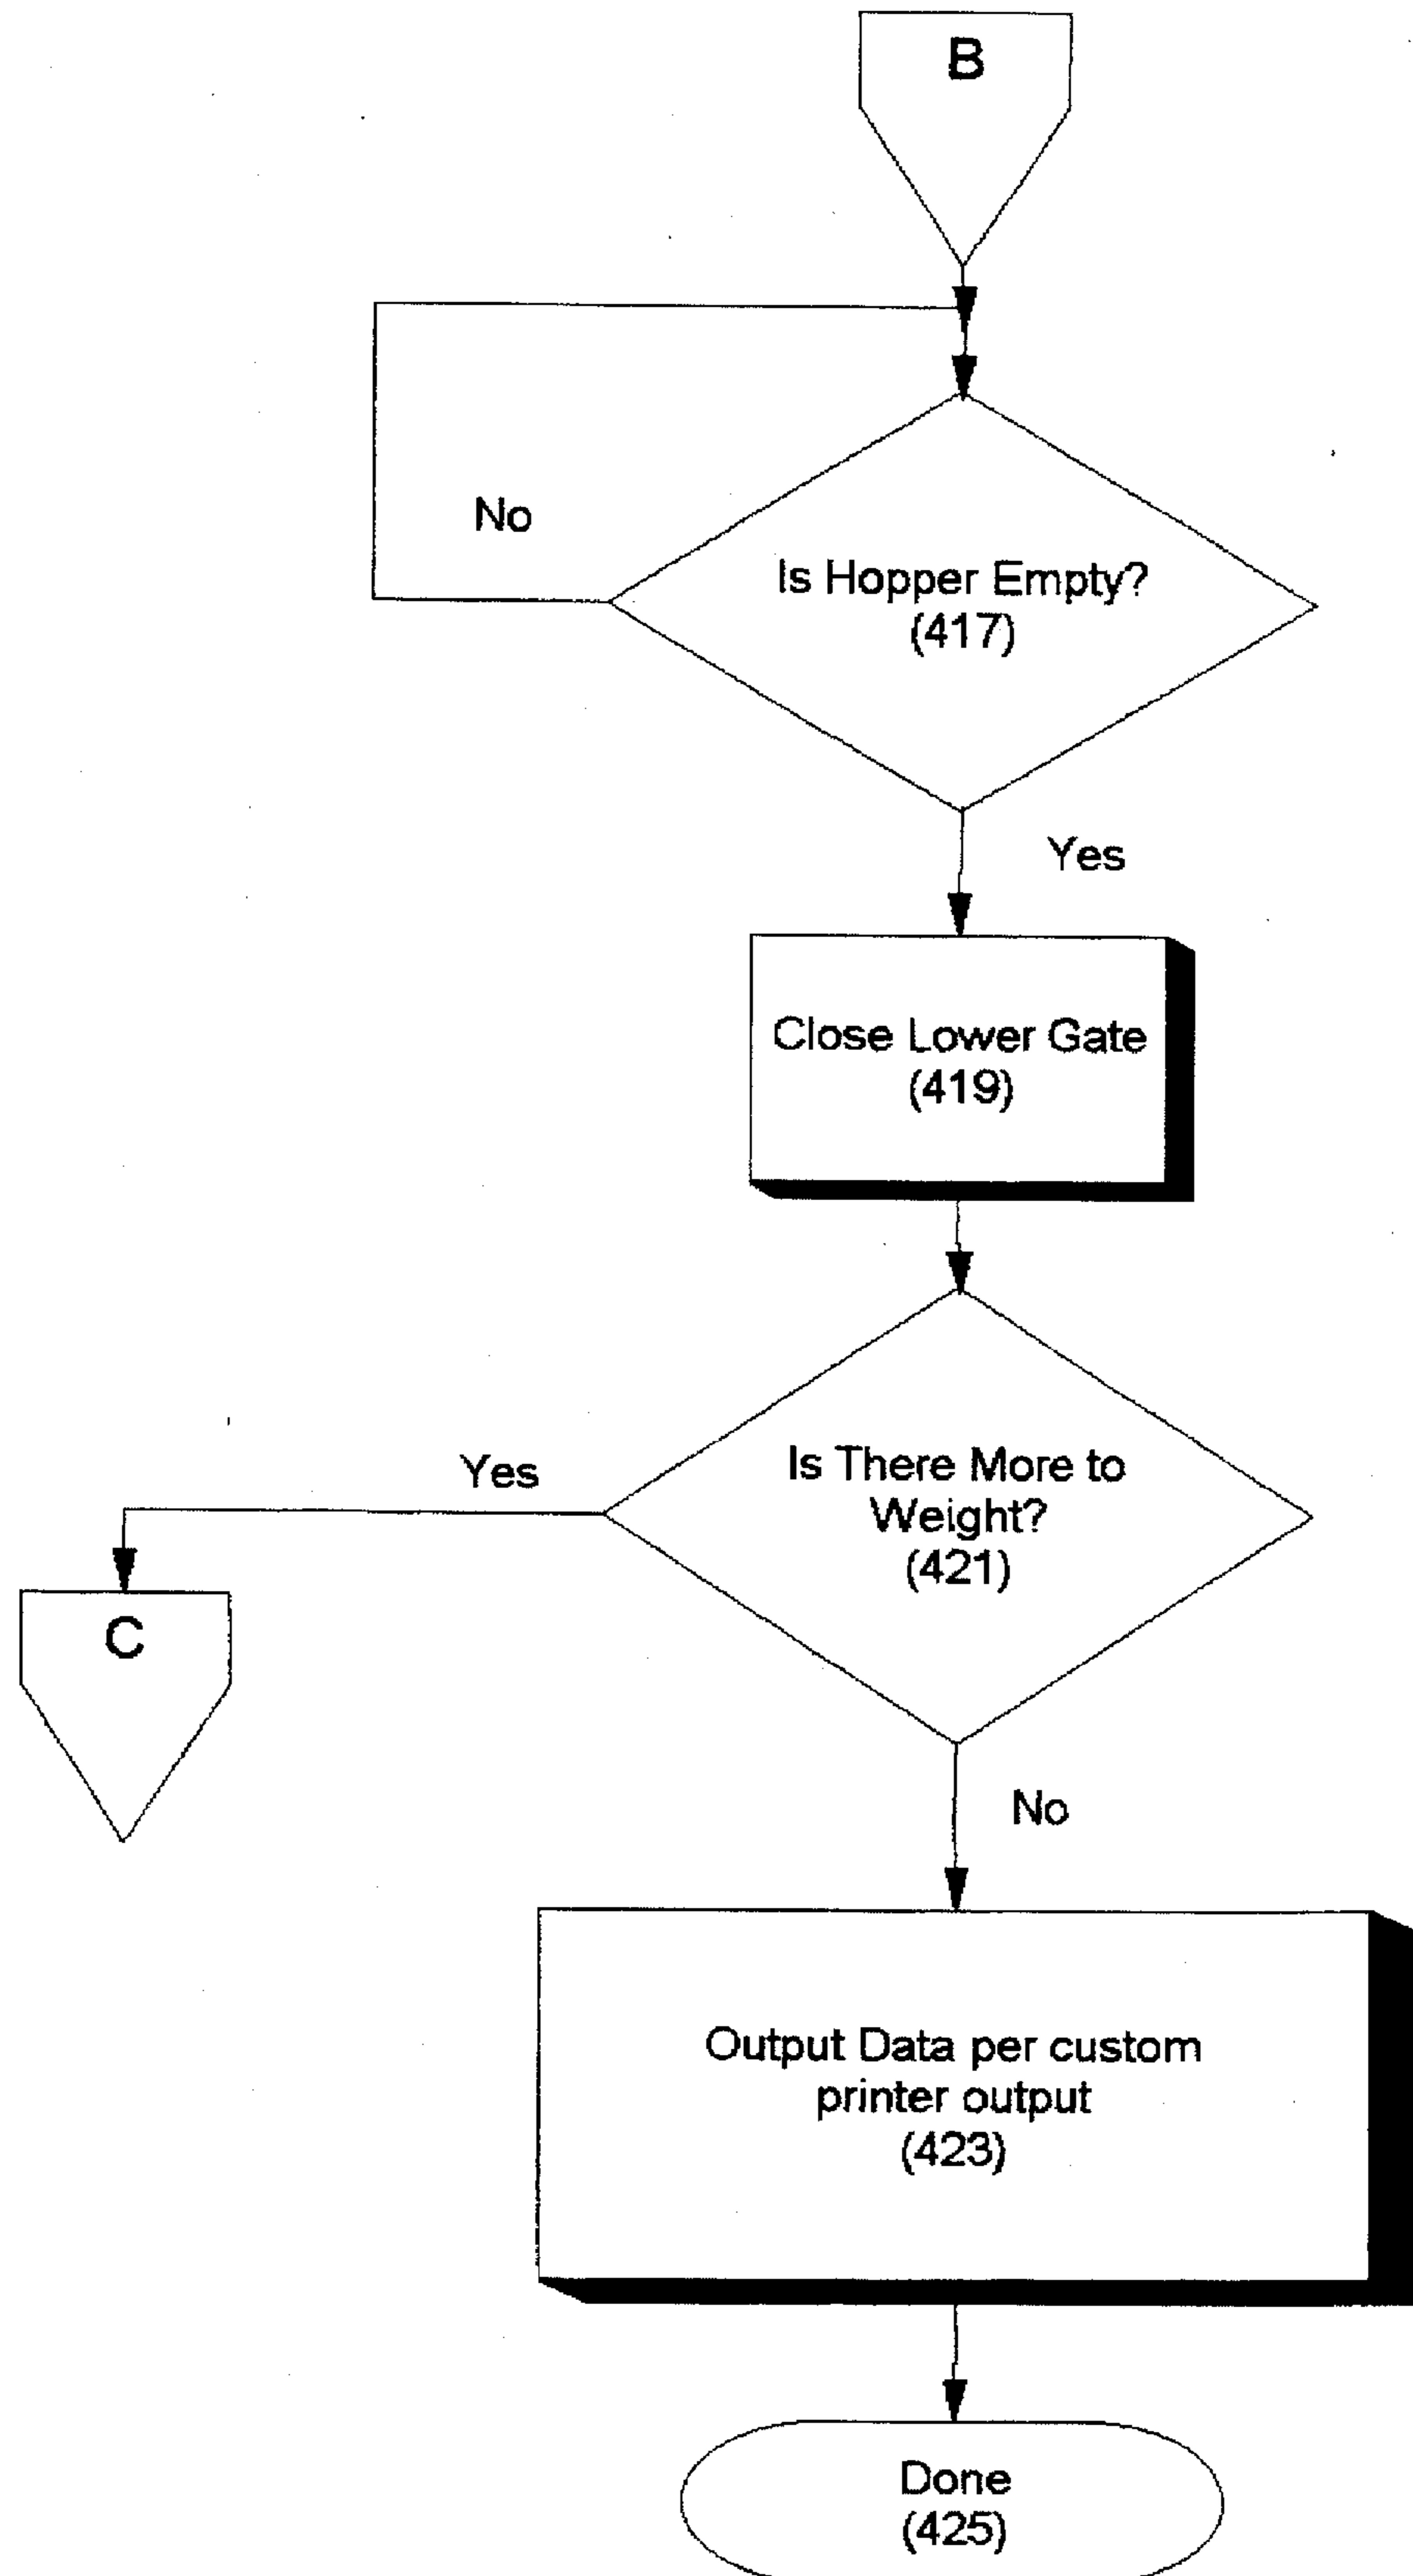 B
No
Is Hopper Empty?
(417)
Yes
Close Lower Gate
(419)
Yes
Is There More to
Weight?
(421)
C
No
Output Data per custom
printer output
(423)
Done
(425)